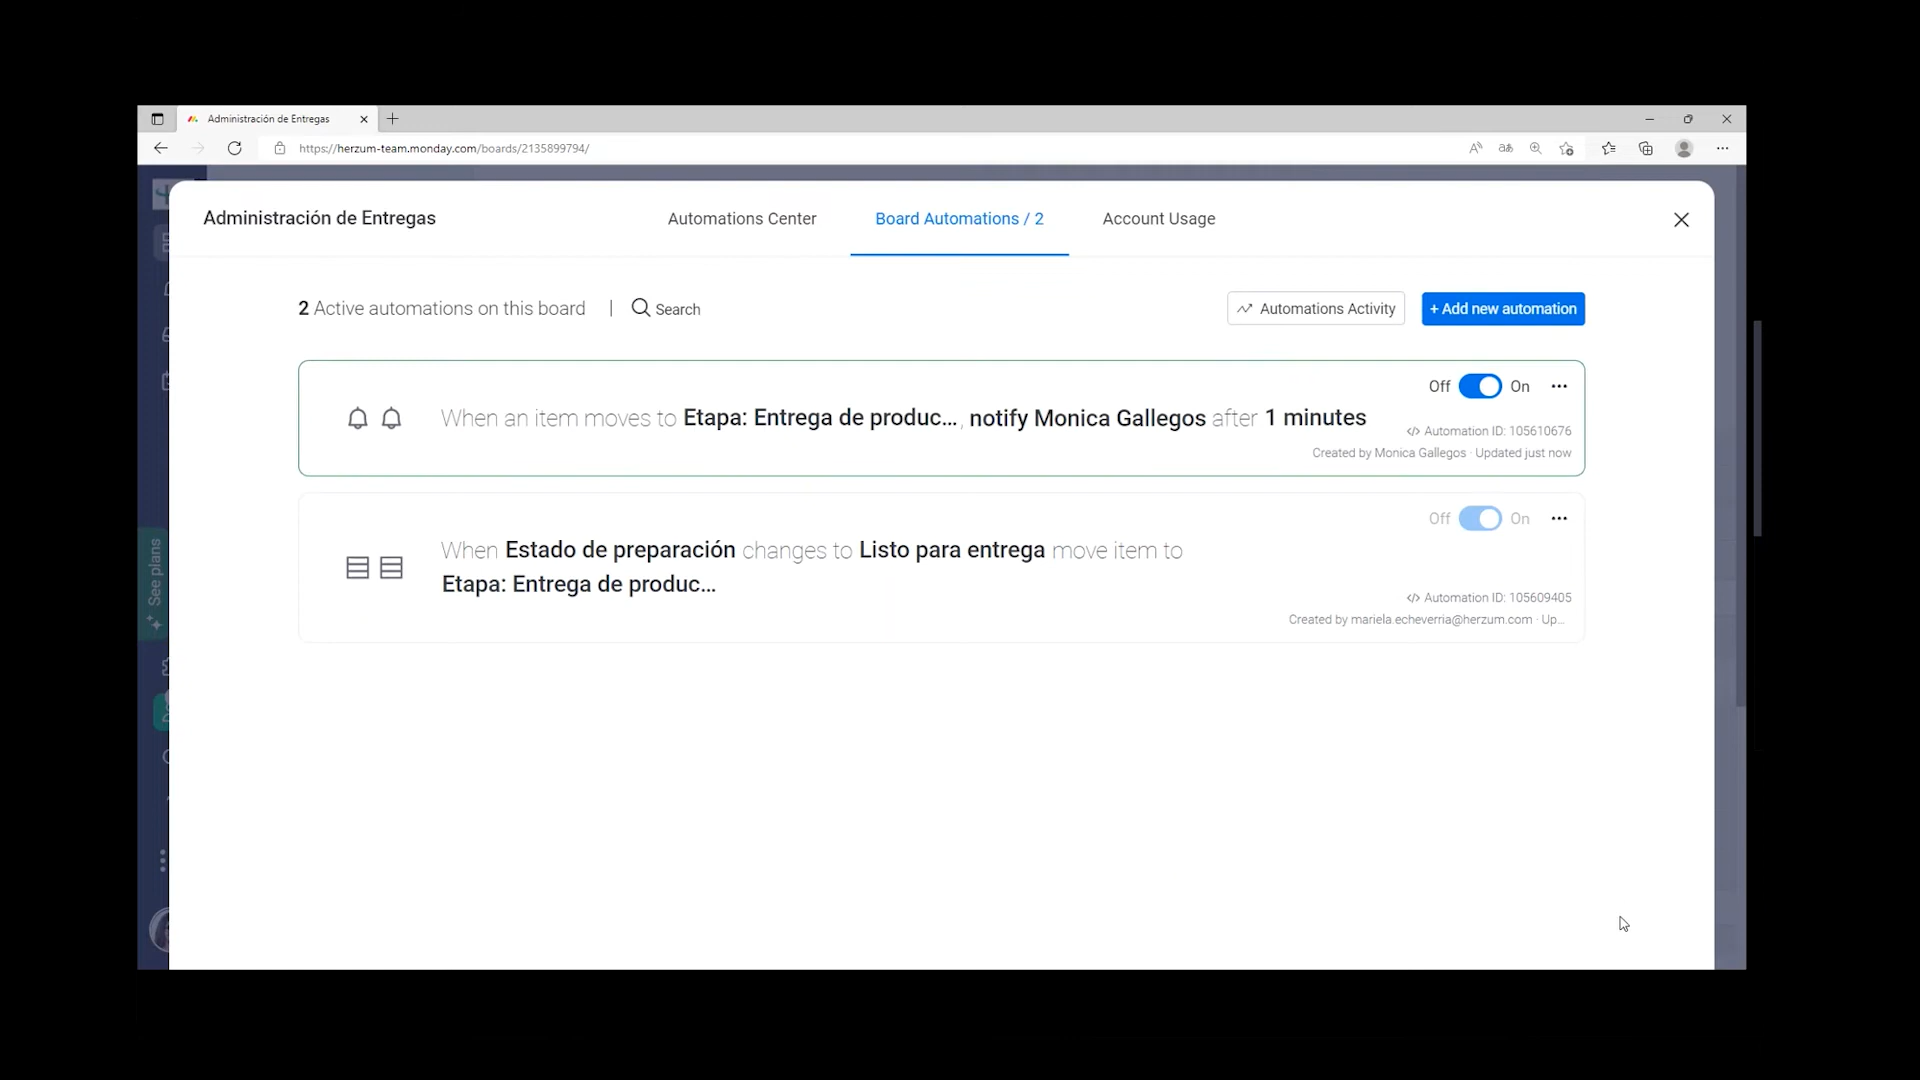 Administración de Entregas
https://herzum-team.monday.com/boards/2135899794/
Administración de Entregas
Automations Center
Board Automations / 2
Account Usage
2 Active automations on this board | Search
Automations Activity
+ Add new automation
Off On
When an item moves to Etapa: Entrega de produc..., notify Monica Gallegos after 1 minutes
</> Automation ID: 105610676
Created by Monica Gallegos · Updated just now
Off On
When Estado de preparación changes to Listo para entrega move item to
Etapa: Entrega de produc...
</> Automation ID: 105609405
Created by mariela.echeverria@herzum.com · Up...
See plans